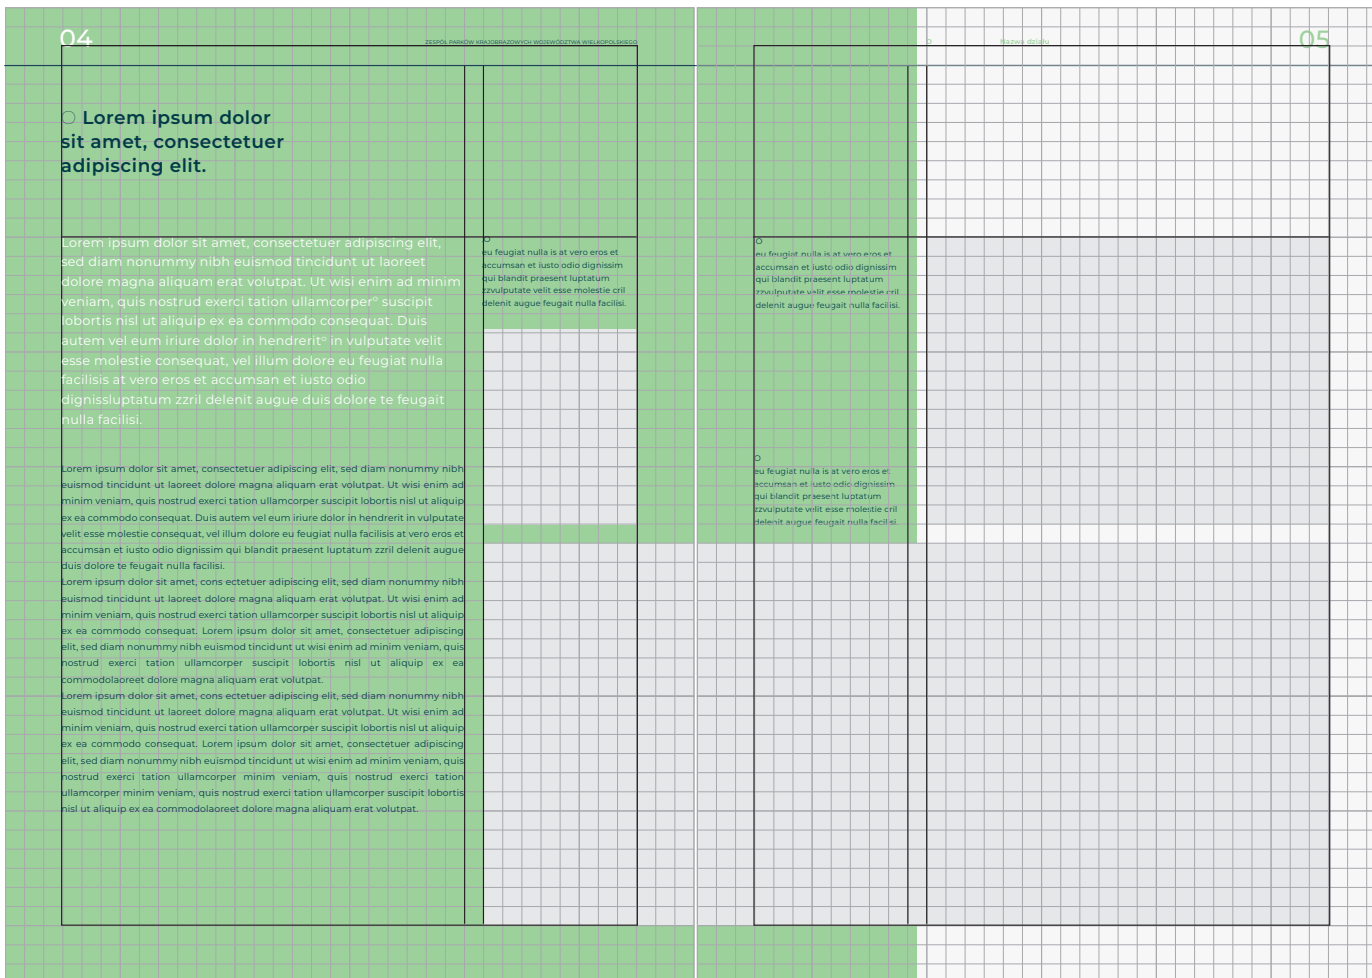 04
ZESPÓŁ PARKÓW KRAJOBRAZOWYCH WOJEWÓDZTWA WIELKOPOLSKIEGO
Lorem ipsum dolor
sit amet, consectetuer
adipiscing elit.
Lorem ipsum dolor sit amet, consectetuer adipiscing elit,
sed diam nonummy nibh euismod tincidunt ut laoreet
dolore magna aliquam erat volutpat. Ut wisi enim ad minim
veniam, quis nostrud exerci tation ullamcorper° suscipit
lobortis nisl ut aliquip ex ea commodo consequat. Duis
autem vel eum iriure dolor in hendrerit° in vulputate velit
esse molestie consequat, vel illum dolore eu feugiat nulla
facilisis at vero eros et accumsan et iusto odio
dignissluptatum zzril delenit augue duis dolore te feugait
nulla facilisi.
Lorem ipsum dolor sit amet, consectetuer adipiscing elit, sed diam nonummy nibh
euismod tincidunt ut laoreet dolore magna aliquam erat volutpat. Ut wisi enim ad
minim veniam, quis nostrud exerci tation ullamcorper suscipit lobortis nisl ut aliquip
ex ea commodo consequat. Duis autem vel eum iriure dolor in hendrerit in vulputate
velit esse molestie consequat, vel illum dolore eu feugiat nulla facilisis at vero eros et
accumsan et iusto odio dignissim qui blandit praesent luptatum zzril delenit augue
duis dolore te feugait nulla facilisi.
Lorem ipsum dolor sit amet, cons ectetuer adipiscing elit, sed diam nonummy nibh
euismod tincidunt ut laoreet dolore magna aliquam erat volutpat. Ut wisi enim ad
minim veniam, quis nostrud exerci tation ullamcorper suscipit lobortis nisl ut aliquip
ex ea commodo consequat. Lorem ipsum dolor sit amet, consectetuer adipiscing
elit, sed diam nonummy nibh euismod tincidunt ut wisi enim ad minim veniam, quis
nostrud exerci tation ullamcorper suscipit lobortis nisl ut aliquip ex ea
commodolaoreet dolore magna aliquam erat volutpat.
Lorem ipsum dolor sit amet, cons ectetuer adipiscing elit, sed diam nonummy nibh
euismod tincidunt ut laoreet dolore magna aliquam erat volutpat. Ut wisi enim ad
minim veniam, quis nostrud exerci tation ullamcorper suscipit lobortis nisl ut aliquip
ex ea commodo consequat. Lorem ipsum dolor sit amet, consectetuer adipiscing
elit, sed diam nonummy nibh euismod tincidunt ut wisi enim ad minim veniam, quis
nostrud exerci tation ullamcorper minim veniam, quis nostrud exerci tation
ullamcorper minim veniam, quis nostrud exerci tation ullamcorper suscipit lobortis
nisl ut aliquip ex ea commodolaoreet dolore magna aliquam erat volutpat.
eu feugiat nulla is at vero eros et
accumsan et iusto odio dignissim
qui blandit praesent luptatum
zzvulputate velit esse molestie cril
delenit augue feugait nulla facilisi.
Nazwa działu
05
eu feugiat nulla is at vero eros et
accumsan et iusto odio dignissim
qui blandit praesent luptatum
zzvulputate velit esse molestie cril
delenit augue feugait nulla facilisi.
eu feugiat nulla is at vero eros et
accumsan et iusto odio dignissim
qui blandit praesent luptatum
zzvulputate velit esse molestie cril
delenit augue feugait nulla facilisi.